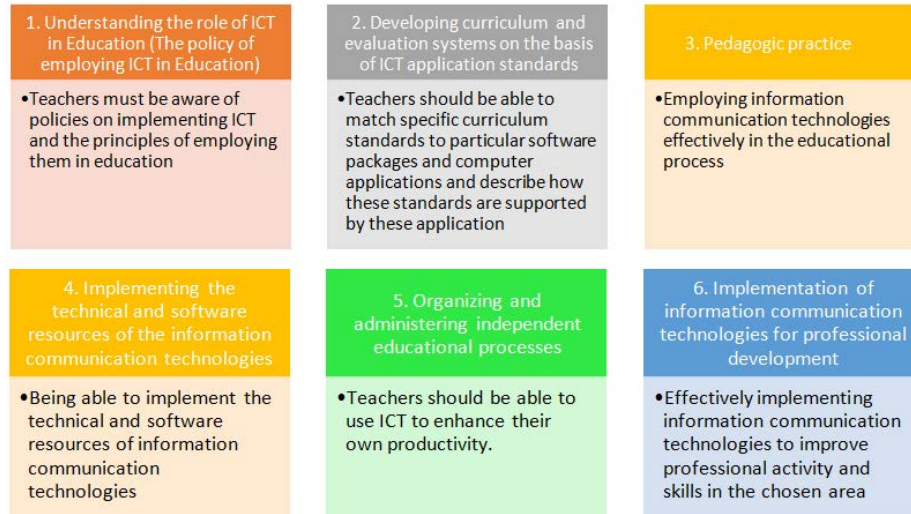 1. Understanding the role of ICT
in Education (The policy of
employing ICT in Education)
•Teachers must be aware of
policies on implementing ICT
and the principles of employing
them in education
2. Developing curriculum and
evaluation systems on the basis
of ICT application standards
•Teachers should be able to
match specific curriculum
standards to particular software
packages and computer
applications and describe how
these standards are supported
by these application
3. Pedagogic practice
•Employing information
communication technologies
effectively in the educational
process
4. Implementing the
technical and software
resources of the information
communication technologies
•Being able to implement the
technical and software
resources of information
communication
technologies
5. Organizing and
administering independent
educational processes
•Teachers should be able to
use ICT to enhance their
own productivity.
6. Implementation of
information communication
technologies for professional
development
•Effectively implementing
information communication
technologies to improve
professional activity and
skills in the chosen area